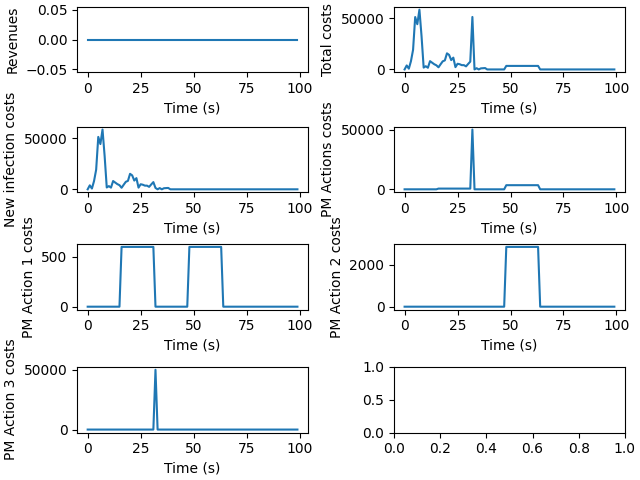 Revenues
0.05
0.00
−0.05
0 25 50 75 100
Time (s)
Total costs
50000
0
0 25 50 75 100
Time (s)
New infection costs
50000
0
0 25 50 75 100
Time (s)
PM Actions costs
50000
0
0 25 50 75 100
Time (s)
PM Action 1 costs
500
0
0 25 50 75 100
Time (s)
PM Action 2 costs
2000
0
0 25 50 75 100
Time (s)
PM Action 3 costs
50000
0
0 25 50 75 100
Time (s)
1.0
0.5
0.0
0.0 0.2 0.4 0.6 0.8 1.0